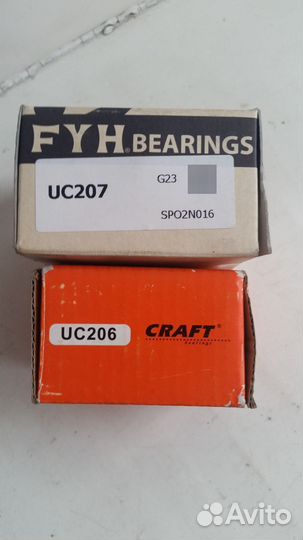 FYH® BEARINGS
G23
UC207
SPO2N016
UC206
CRAFT®
bearings
Avito